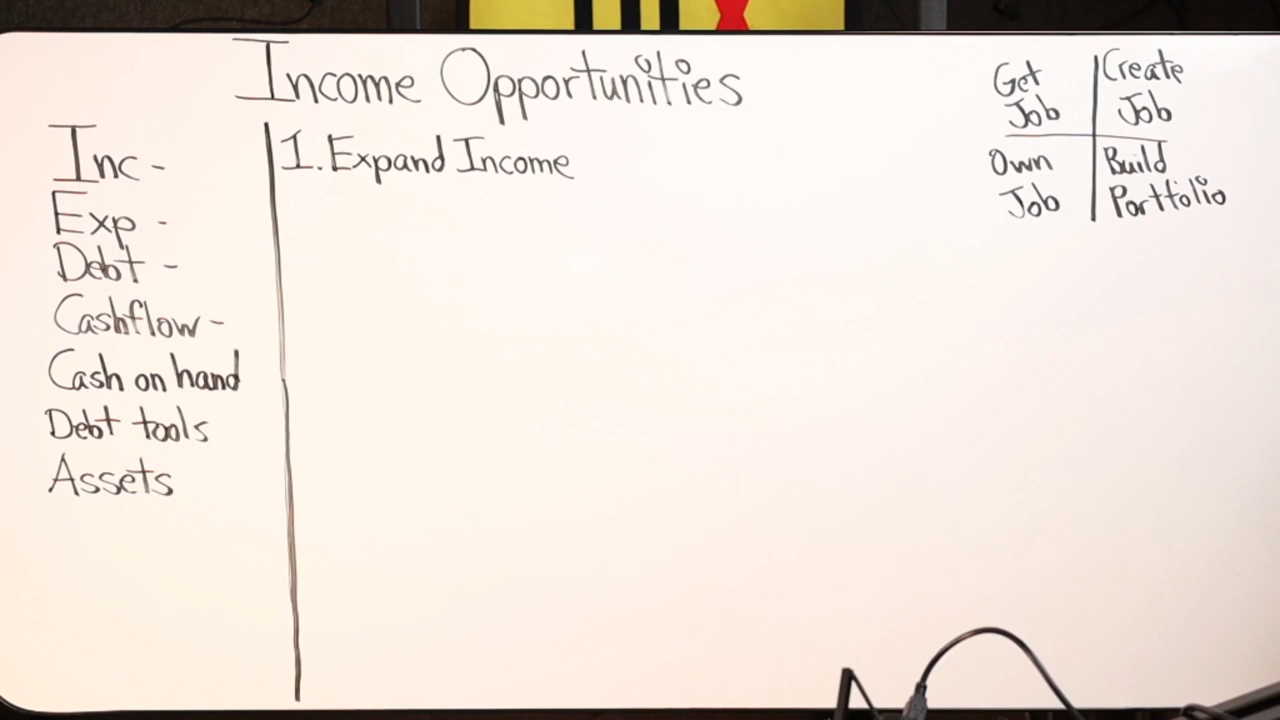 Income Opportunities
Inc -
Exp -
Debt -
Cashflow -
Cash on hand
Debt tools
Assets
1. Expand Income
Get Job
Create Job
Own Job
Build Portfolio